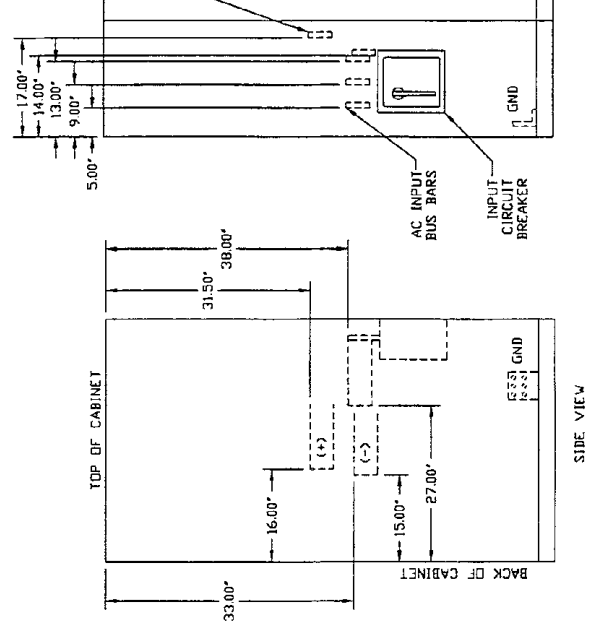 17.00"
14.00"
13.00"
9.00"
5.00"
GND
AC INPUT
BUS BARS
INPUT
CIRCUIT
BREAKER
38.00"
31.50"
TOP OF CABINET
(+)
(-)
16.00"
15.00"
27.00"
33.00"
GND
BACK OF CABINET
SIDE VIEW